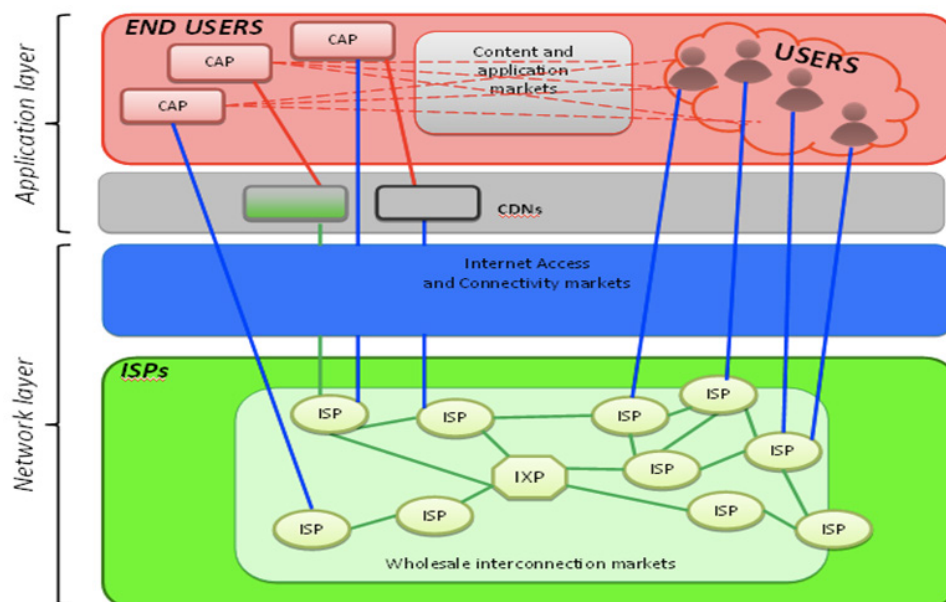 Application layer
END USERS
CAP
CAP
CAP
Content and
application
markets
USERS
CDNs
Network layer
Internet Access
and Connectivity markets
ISPs
ISP
ISP
ISP
ISP
ISP
IXP
ISP
ISP
ISP
ISP
ISP
Wholesale interconnection markets